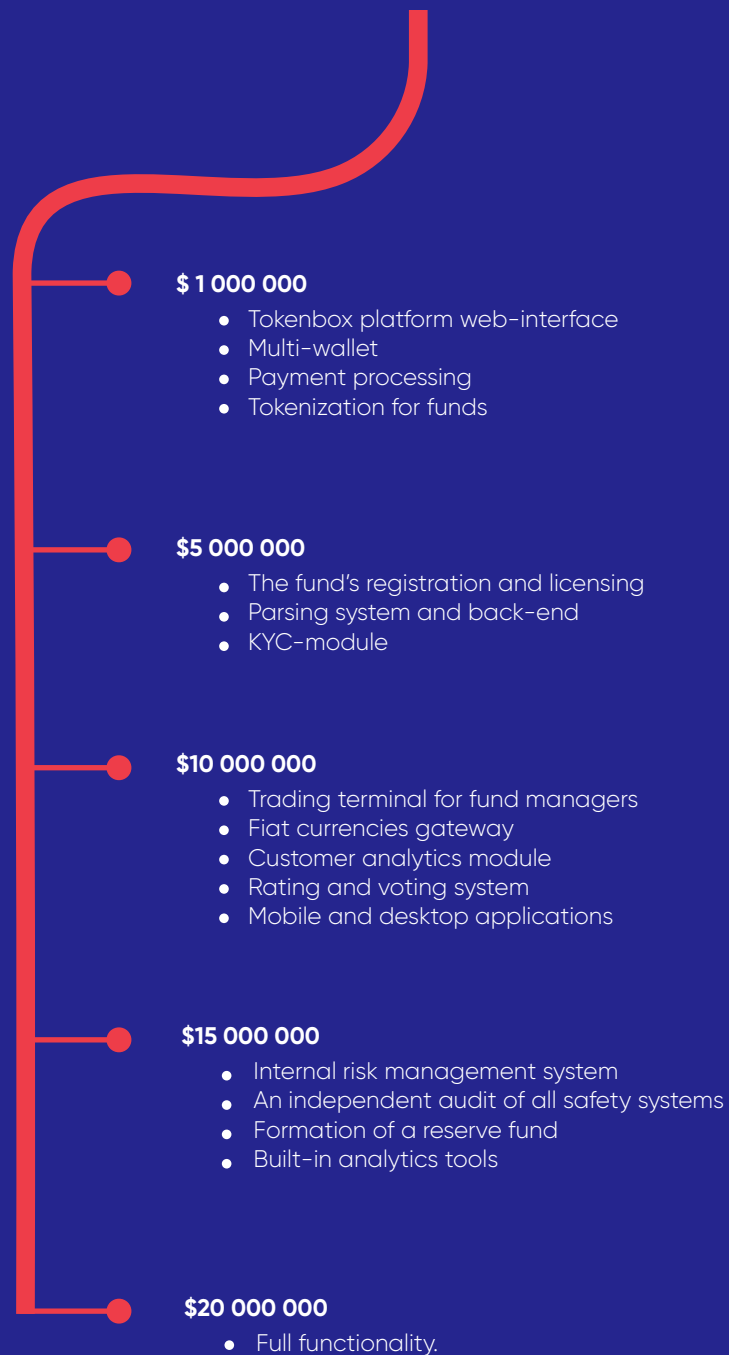 $ 1 000 000
• Tokenbox platform web-interface
• Multi-wallet
• Payment processing
• Tokenization for funds
$5 000 000
• The fund’s registration and licensing
• Parsing system and back-end
• KYC-module
$10 000 000
• Trading terminal for fund managers
• Fiat currencies gateway
• Customer analytics module
• Rating and voting system
• Mobile and desktop applications
$15 000 000
• Internal risk management system
• An independent audit of all safety systems
• Formation of a reserve fund
• Built-in analytics tools
$20 000 000
• Full functionality.